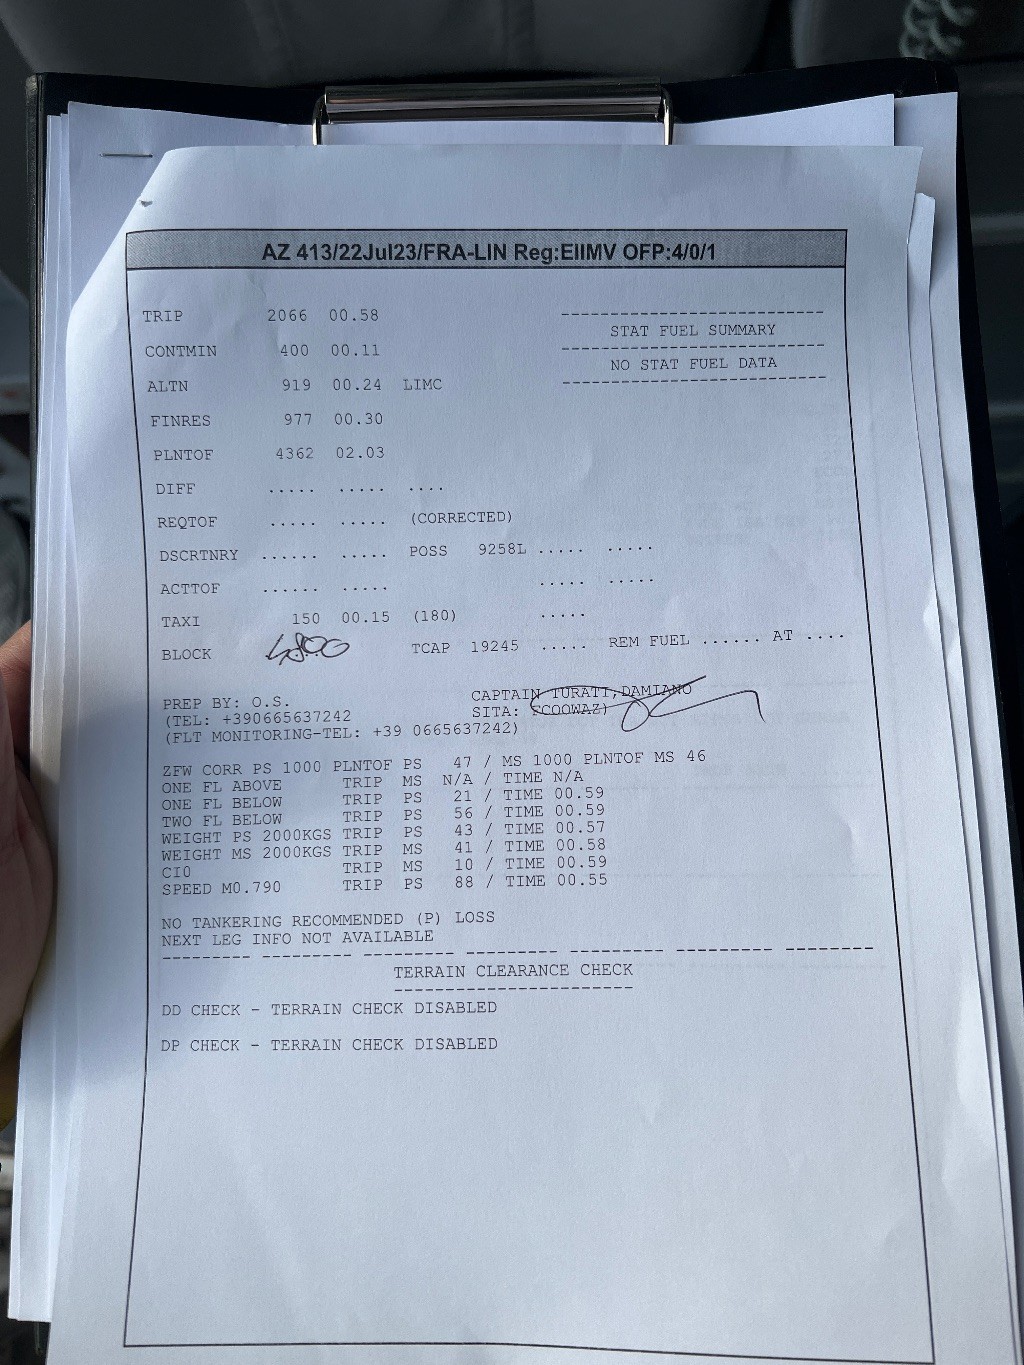 AZ 413/22Jul23/FRA-LIN Reg:EIIMV OFP:4/0/1
TRIP 2066 00.58 STAT FUEL SUMMARY
CONTMIN 400 00.11 NO STAT FUEL DATA
ALTN 919 00.24 LIMC
FINRES 977 00.30
PLNTOF 4362 02.03
DIFF ..... ..... ....
REQTOF ..... ..... (CORRECTED)
DSCRTNRY ...... ..... POSS 9258L ..... .....
ACTTOF ...... ..... ..... .....
TAXI 150 00.15 (180) .....
BLOCK 4800 TCAP 19245 ..... REM FUEL ...... AT ....
PREP BY: O.S. CAPTAIN TURATI,DAMIANO
(TEL: +390665637242 SITA: FCOOWAZ)
(FLT MONITORING-TEL: +39 0665637242)
ZFW CORR PS 1000 PLNTOF PS 47 / MS 1000 PLNTOF MS 46
ONE FL ABOVE TRIP MS N/A / TIME N/A
ONE FL BELOW TRIP PS 21 / TIME 00.59
TWO FL BELOW TRIP PS 56 / TIME 00.59
WEIGHT PS 2000KGS TRIP PS 43 / TIME 00.57
WEIGHT MS 2000KGS TRIP MS 41 / TIME 00.58
CI0 TRIP MS 10 / TIME 00.59
SPEED M0.790 TRIP PS 88 / TIME 00.55
NO TANKERING RECOMMENDED (P) LOSS
NEXT LEG INFO NOT AVAILABLE
TERRAIN CLEARANCE CHECK
DD CHECK - TERRAIN CHECK DISABLED
DP CHECK - TERRAIN CHECK DISABLED